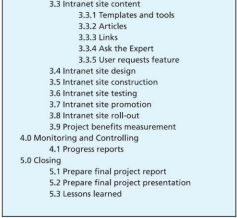 3.3 Intranet site content
3.3.1 Templates and tools
3.3.2 Articles
3.3.3 Links
3.3.4 Ask the Expert
3.3.5 User requests feature
3.4 Intranet site design
3.5 Intranet site construction
3.6 Intranet site testing
3.7 Intranet site promotion
3.8 Intranet site roll-out
3.9 Project benefits measurement
4.0 Monitoring and Controlling
4.1 Progress reports
5.0 Closing
5.1 Prepare final project report
5.2 Prepare final project presentation
5.3 Lessons learned